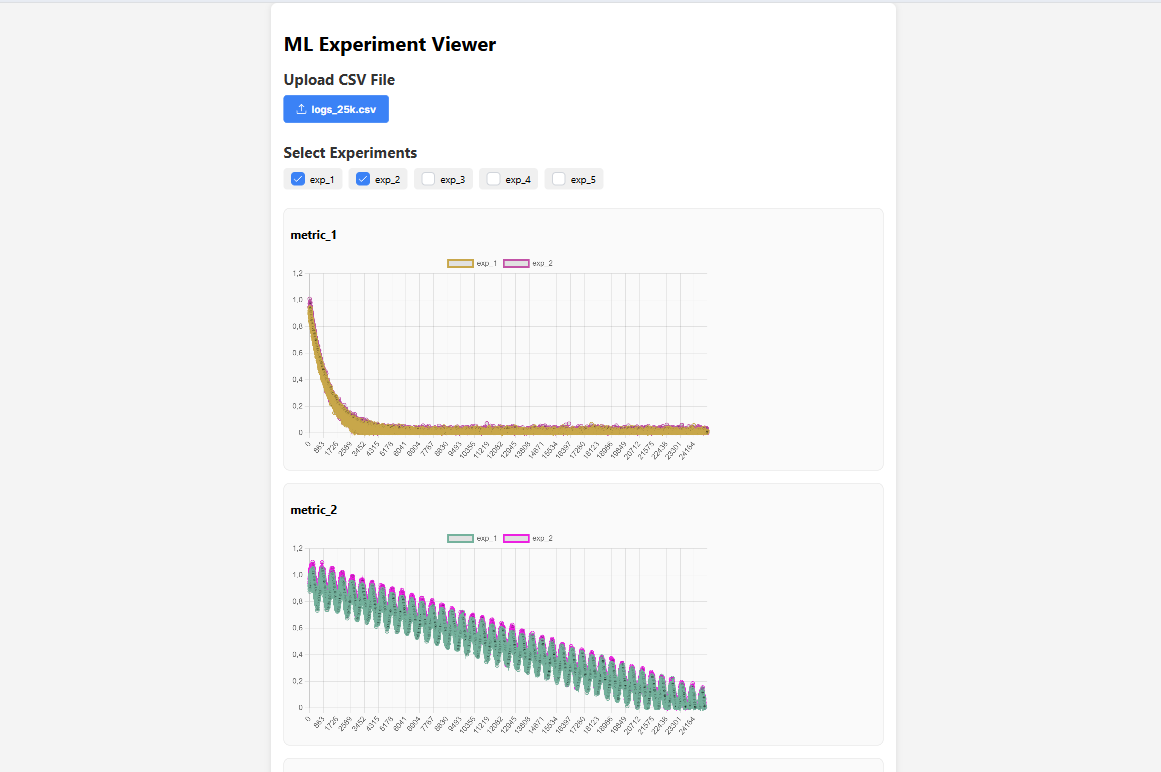 ML Experiment Viewer
Upload CSV File
logs_25k.csv
Select Experiments
exp_1 exp_2 exp_3 exp_4 exp_5
metric_1
exp_1 exp_2
1,2
1,0
0,8
0,6
0,4
0,2
0
0 863 1726 2589 3452 4315 5178 6041 6904 7767 8630 9493 10356 11219 12082 12945 13808 14671 15534 16397 17260 18123 18986 19849 20712 21575 22438 23301 24164
metric_2
exp_1 exp_2
1,2
1,0
0,8
0,6
0,4
0,2
0
0 863 1726 2589 3452 4315 5178 6041 6904 7767 8630 9493 10356 11219 12082 12945 13808 14671 15534 16397 17260 18123 18986 19849 20712 21575 22438 23301 24164